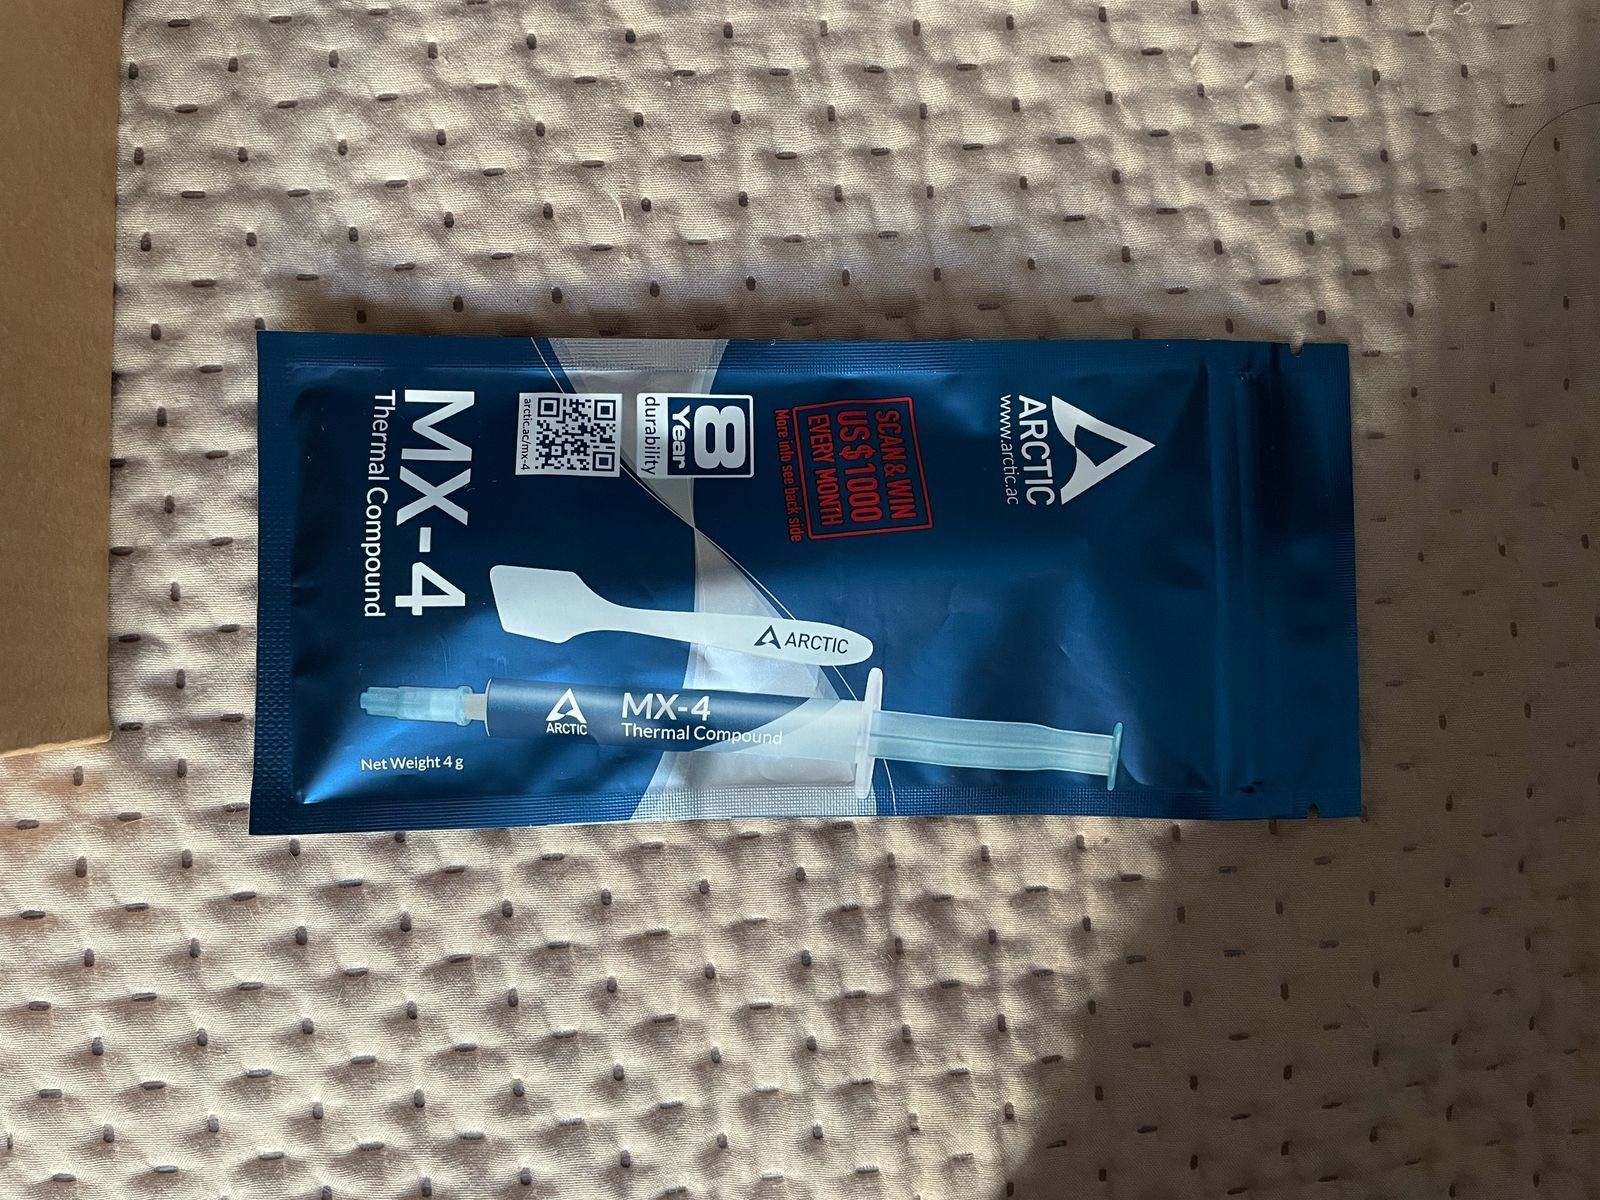 ARCTIC
www.arctic.ac
SCAN & WIN
US$ 1000
EVERY MONTH
More info see back side
8
Year
durability
arctic.ac/mx-4
MX-4
Thermal Compound
ARCTIC
ARCTIC
MX-4
Thermal Compound
Net Weight 4 g